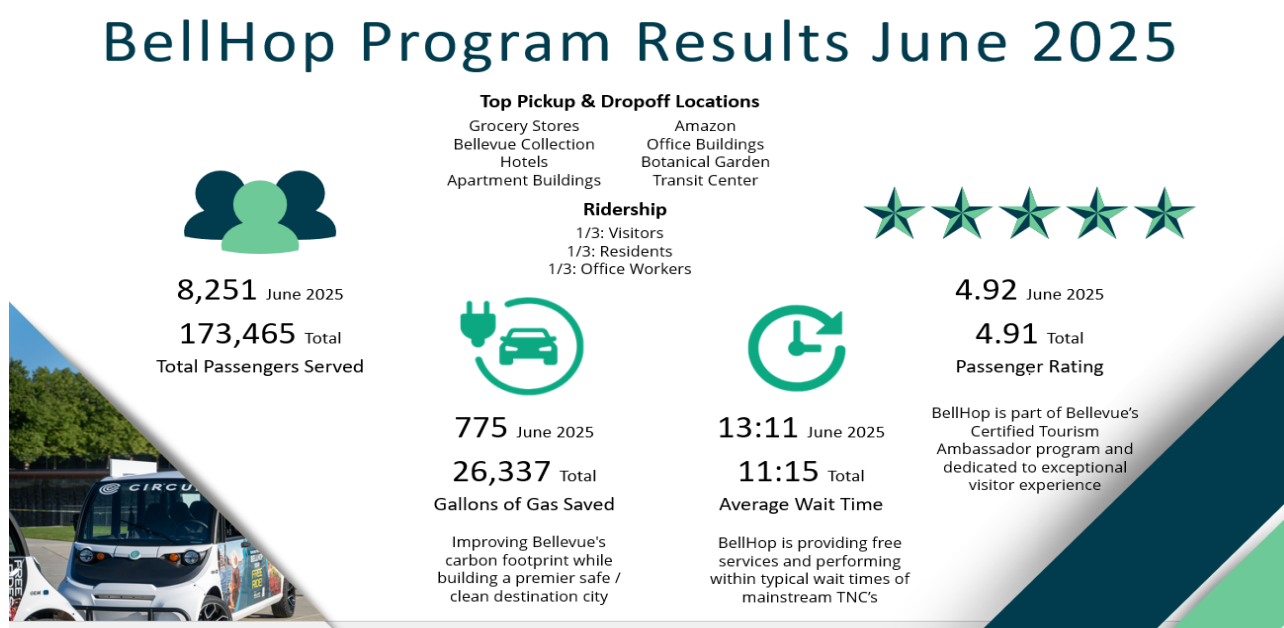 BellHop Program Results June 2025
Top Pickup & Dropoff Locations
Grocery Stores
Bellevue Collection
Hotels
Apartment Buildings
Amazon
Office Buildings
Botanical Garden
Transit Center
Ridership
1/3: Visitors
1/3: Residents
1/3: Office Workers
8,251 June 2025
173,465 Total
Total Passengers Served
775 June 2025
26,337 Total
Gallons of Gas Saved
Improving Bellevue's
carbon footprint while
building a premier safe /
clean destination city
13:11 June 2025
11:15 Total
Average Wait Time
BellHop is providing free
services and performing
within typical wait times of
mainstream TNC’s
4.92 June 2025
4.91 Total
Passenger Rating
BellHop is part of Bellevue’s
Certified Tourism
Ambassador program and
dedicated to exceptional
visitor experience
FREE